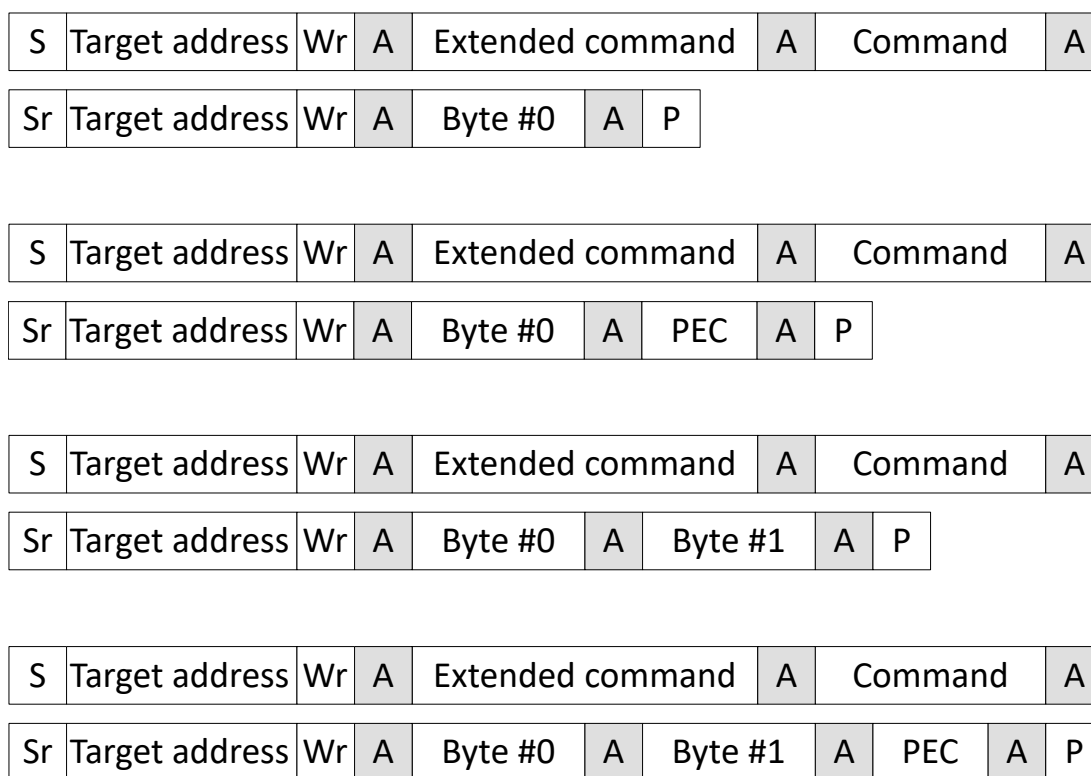 S Target address Wr A Extended command A Command A
Sr Target address Wr A Byte #0 A P
S Target address Wr A Extended command A Command A
Sr Target address Wr A Byte #0 A PEC A P
S Target address Wr A Extended command A Command A
Sr Target address Wr A Byte #0 A Byte #1 A P
S Target address Wr A Extended command A Command A
Sr Target address Wr A Byte #0 A Byte #1 A PEC A P